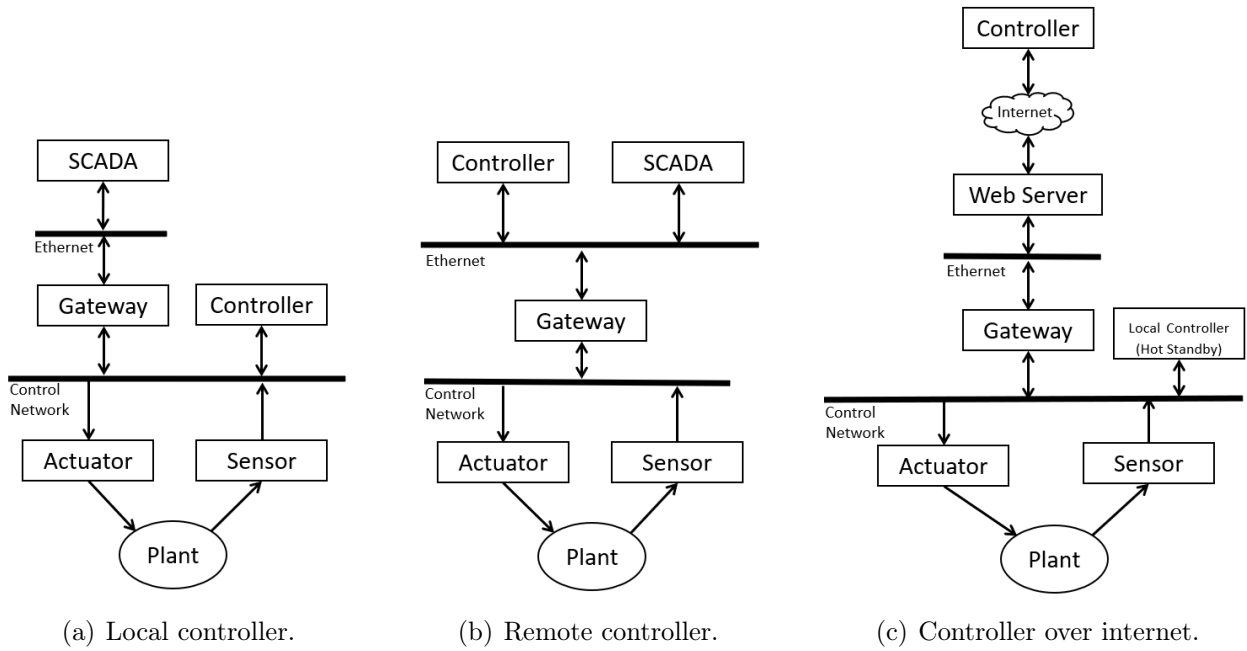 SCADA
Ethernet
Gateway
Controller
Control
Network
Actuator
Sensor
Plant
(a) Local controller.
Controller
SCADA
Ethernet
Gateway
Control
Network
Actuator
Sensor
Plant
(b) Remote controller.
Controller
Internet
Web Server
Ethernet
Gateway
Local Controller
(Hot Standby)
Control
Network
Actuator
Sensor
Plant
(c) Controller over internet.